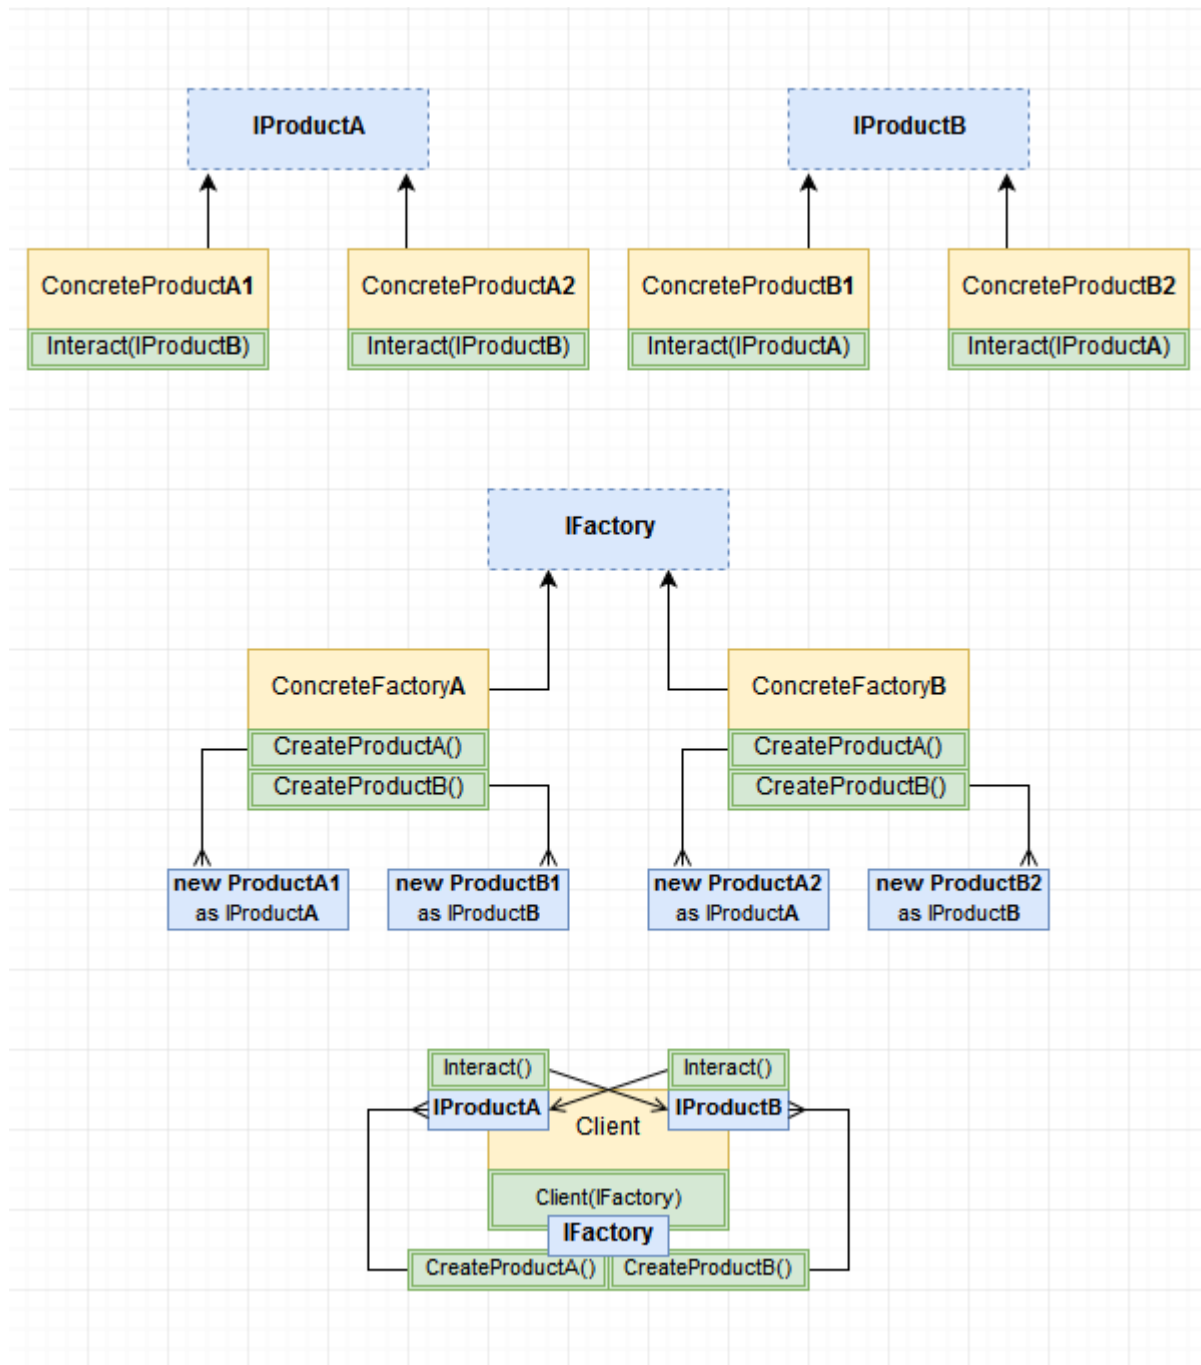 IProductA
IProductB
ConcreteProductA1
ConcreteProductA2
ConcreteProductB1
ConcreteProductB2
Interact(IProductB)
Interact(IProductB)
Interact(IProductA)
Interact(IProductA)
IFactory
ConcreteFactoryA
ConcreteFactoryB
CreateProductA()
CreateProductA()
CreateProductB()
CreateProductB()
new ProductA1
as IProductA
new ProductB1
as IProductB
new ProductA2
as IProductA
new ProductB2
as IProductB
Interact()
Interact()
IProductA
IProductB
Client
Client(IFactory)
IFactory
CreateProductA()
CreateProductB()